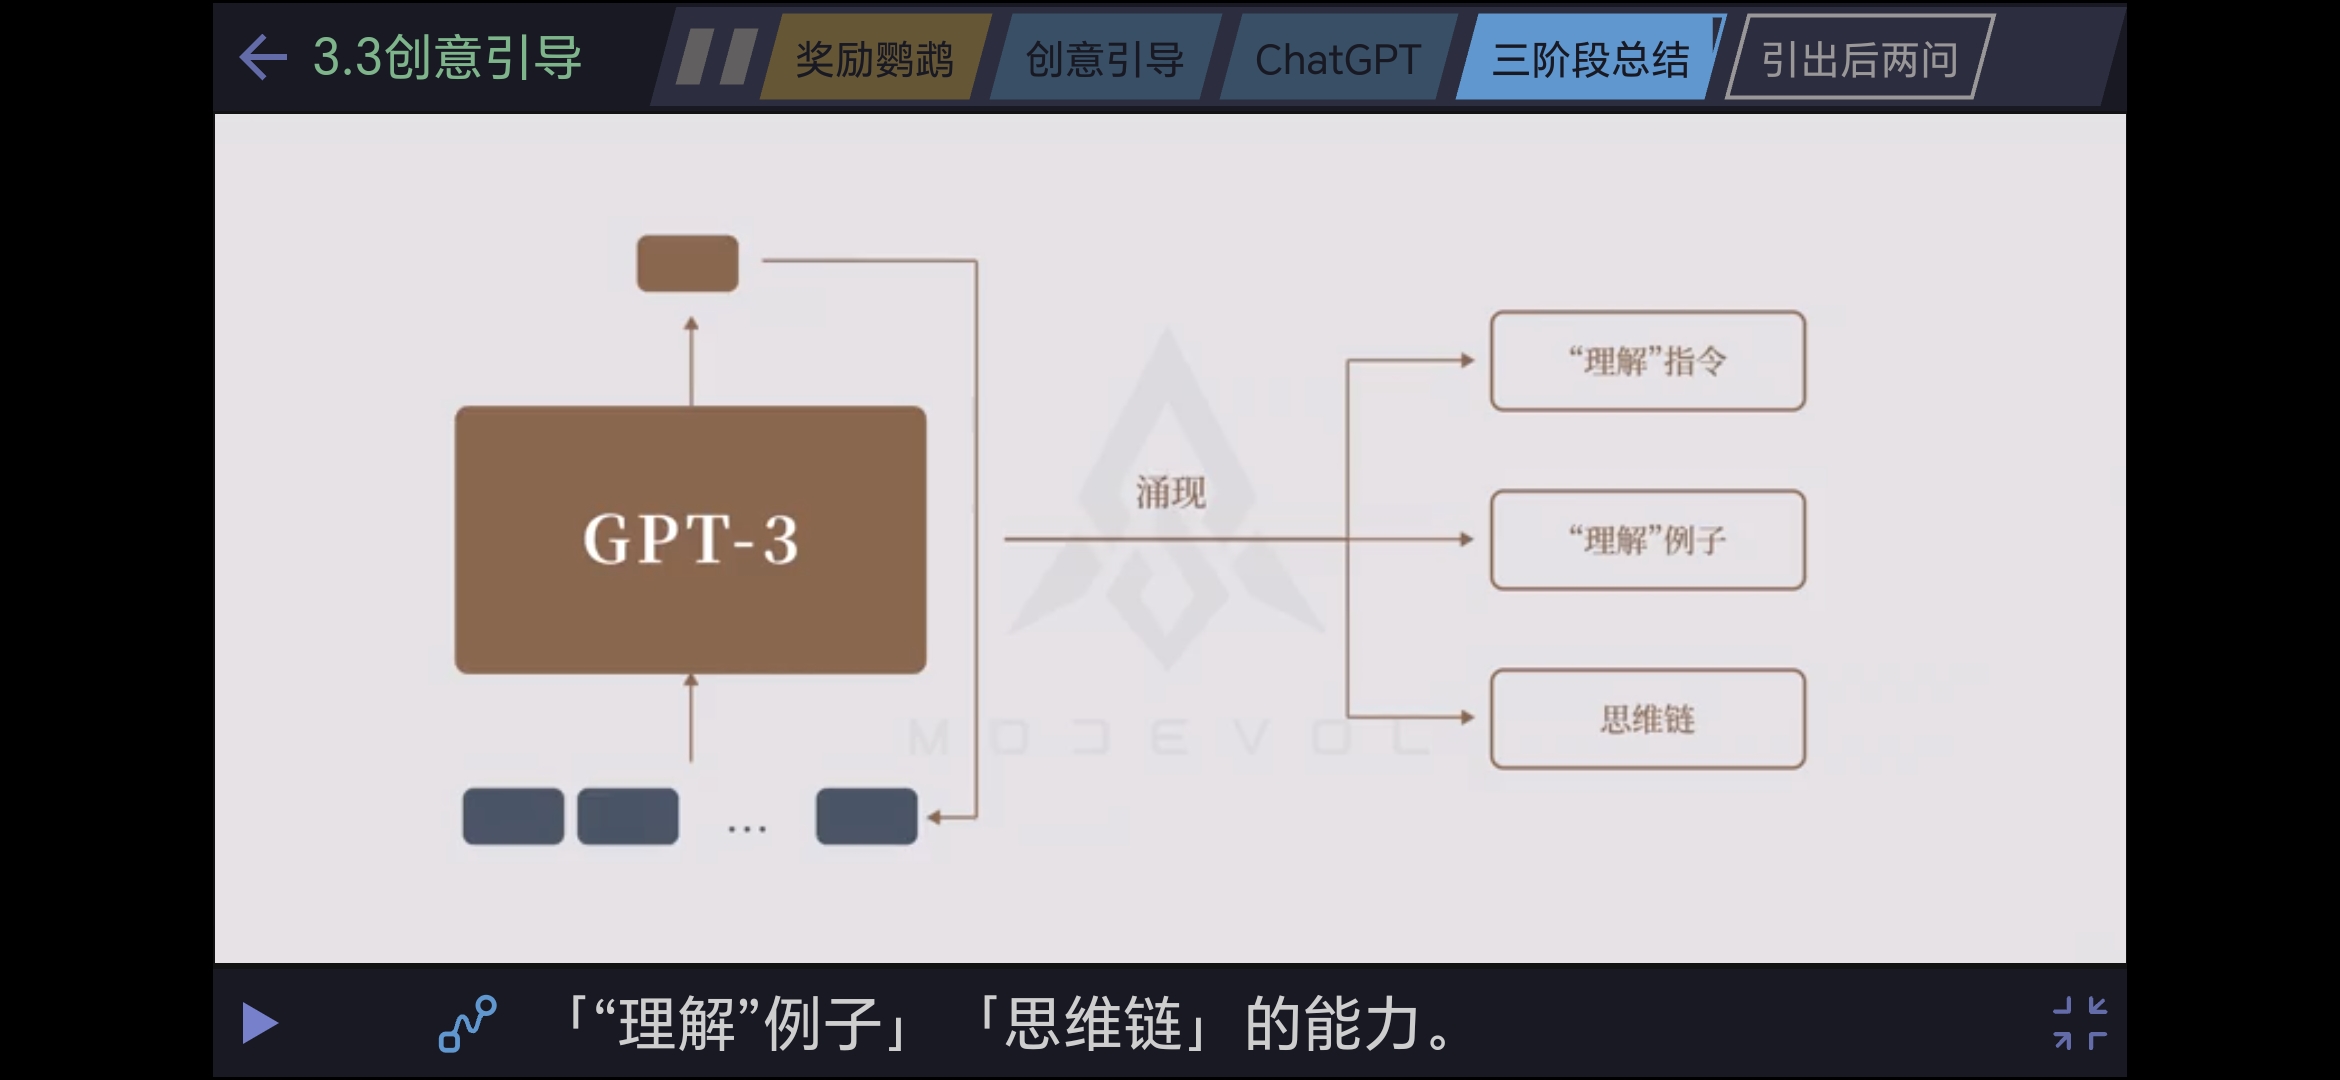 3.3创意引导
奖励鹦鹉
创意引导
ChatGPT
三阶段总结
引出后两问
GPT-3
...
涌现
“理解”指令
“理解”例子
思维链
MODEVOL
「“理解”例子」「思维链」的能力。